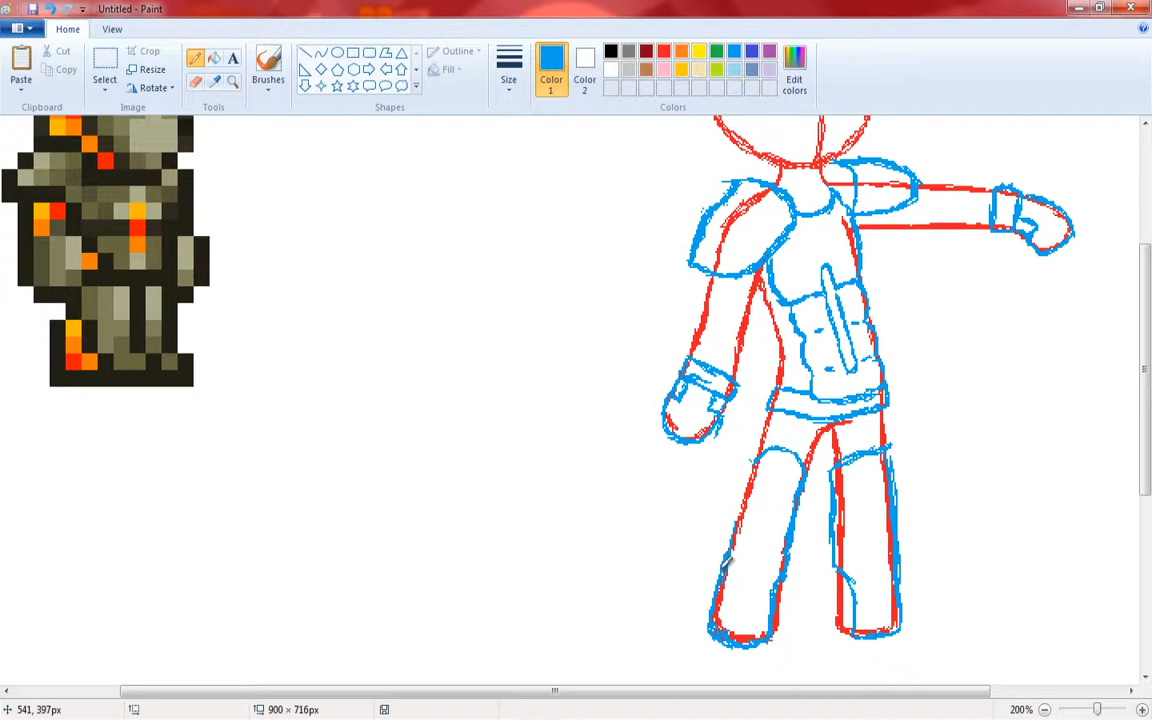 Untitled - Paint
Home
View
Paste
Cut
Copy
Clipboard
Select
Crop
Resize
Rotate
Image
A
Tools
Brushes
Outline
Fill
Shapes
Size
Color 1
Color 2
Edit colors
Colors
541, 397px
900 × 716px
200%